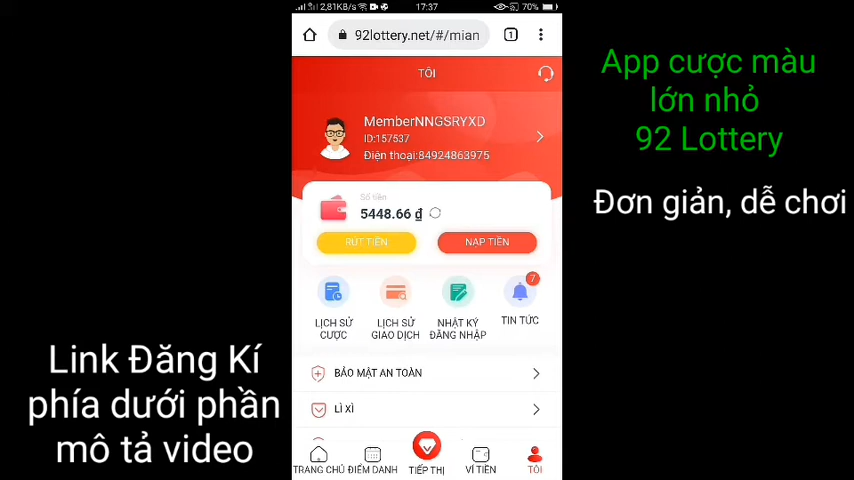 2,81KB/s
17:37
70%
92lottery.net/#/mian
1
TÔI
MemberNNGSRYXD
ID:157537
Điện thoại:84924863975
Số tiền
5448.66 ₫
RÚT TIỀN
NẠP TIỀN
7
LỊCH SỬ
CƯỢC
LỊCH SỬ
GIAO DỊCH
NHẬT KÝ
ĐĂNG NHẬP
TIN TỨC
BẢO MẬT AN TOÀN
LÌ XÌ
TRANG CHỦ
ĐIỂM DANH
TIẾP THỊ
VÍ TIỀN
TÔI
App cược màu
lớn nhỏ
92 Lottery
Đơn giản, dễ chơi
Link Đăng Kí
phía dưới phần
mô tả video